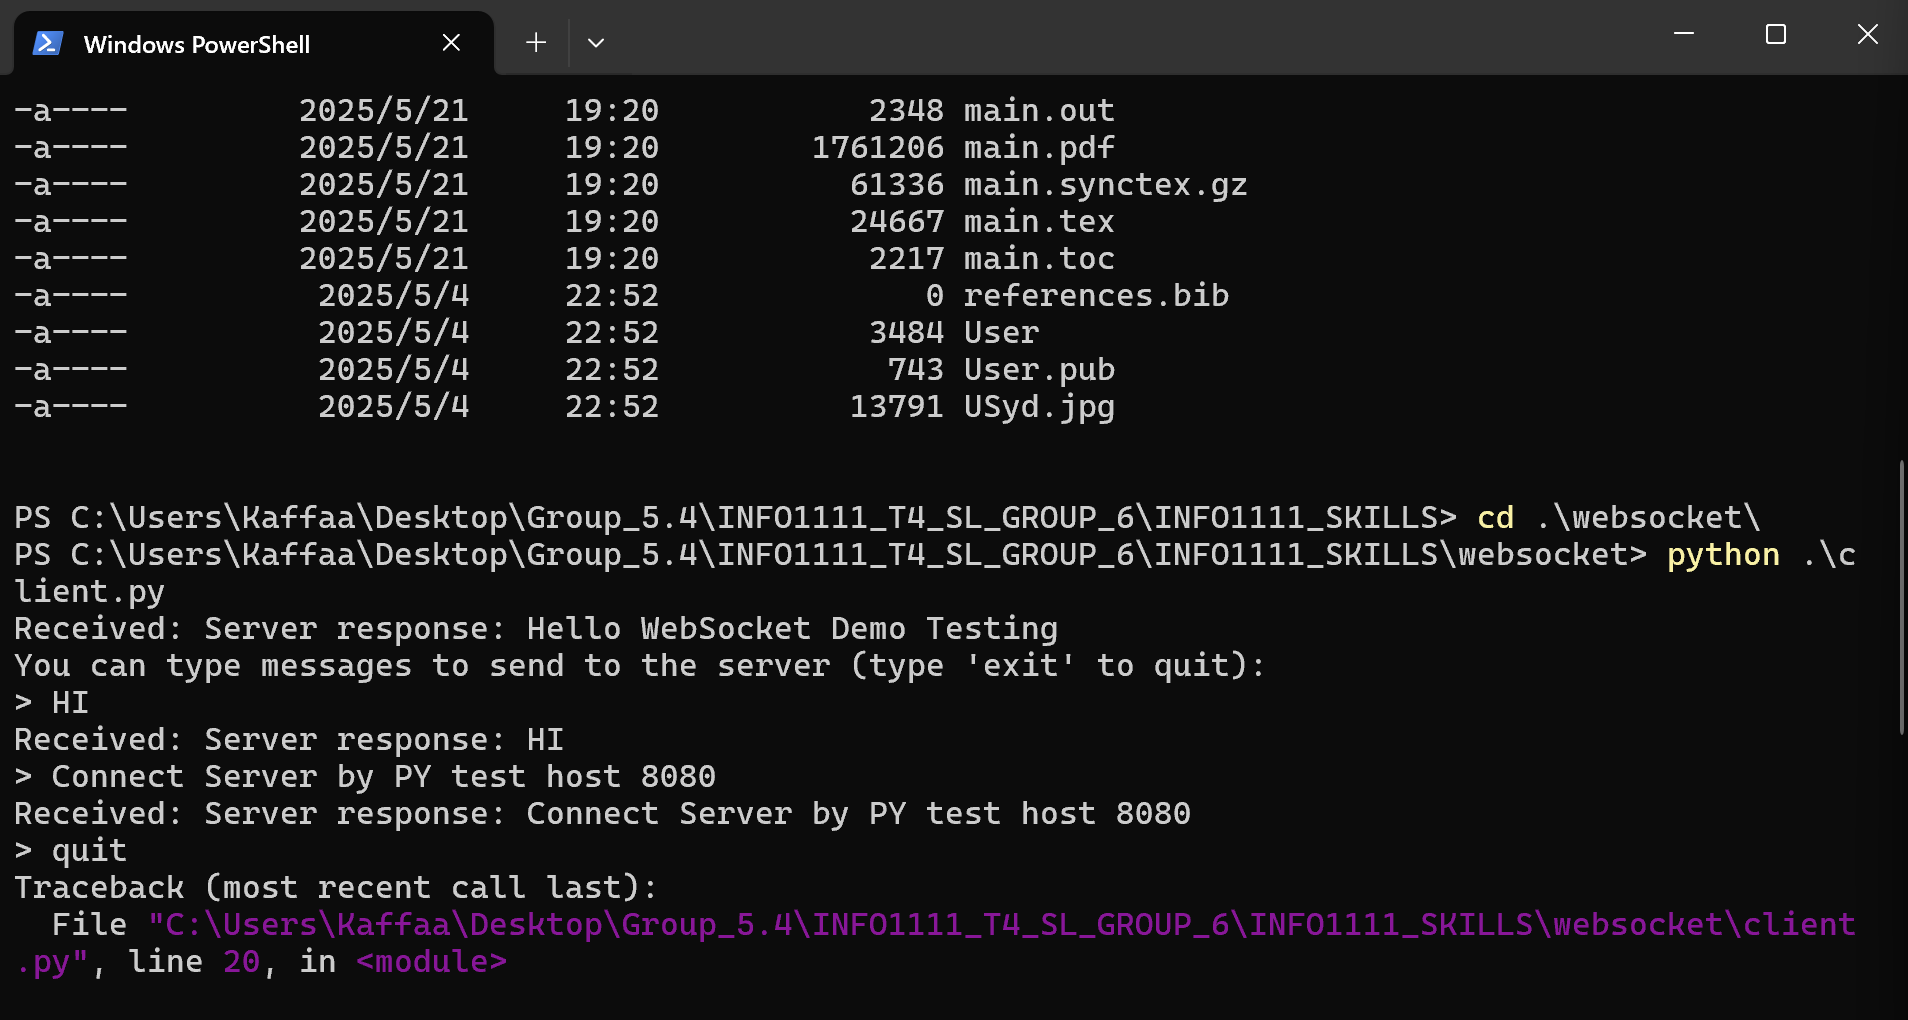 Windows PowerShell
-a---- 2025/5/21 19:20 2348 main.out
-a---- 2025/5/21 19:20 1761206 main.pdf
-a---- 2025/5/21 19:20 61336 main.synctex.gz
-a---- 2025/5/21 19:20 24667 main.tex
-a---- 2025/5/21 19:20 2217 main.toc
-a---- 2025/5/4 22:52 0 references.bib
-a---- 2025/5/4 22:52 3484 User
-a---- 2025/5/4 22:52 743 User.pub
-a---- 2025/5/4 22:52 13791 USyd.jpg
PS C:\Users\Kaffaa\Desktop\Group_5.4\INFO1111_T4_SL_GROUP_6\INFO1111_SKILLS> cd .\websocket\
PS C:\Users\Kaffaa\Desktop\Group_5.4\INFO1111_T4_SL_GROUP_6\INFO1111_SKILLS\websocket> python .\c
lient.py
Received: Server response: Hello WebSocket Demo Testing
You can type messages to send to the server (type 'exit' to quit):
> HI
Received: Server response: HI
> Connect Server by PY test host 8080
Received: Server response: Connect Server by PY test host 8080
> quit
Traceback (most recent call last):
  File "C:\Users\Kaffaa\Desktop\Group_5.4\INFO1111_T4_SL_GROUP_6\INFO1111_SKILLS\websocket\client
.py", line 20, in <module>